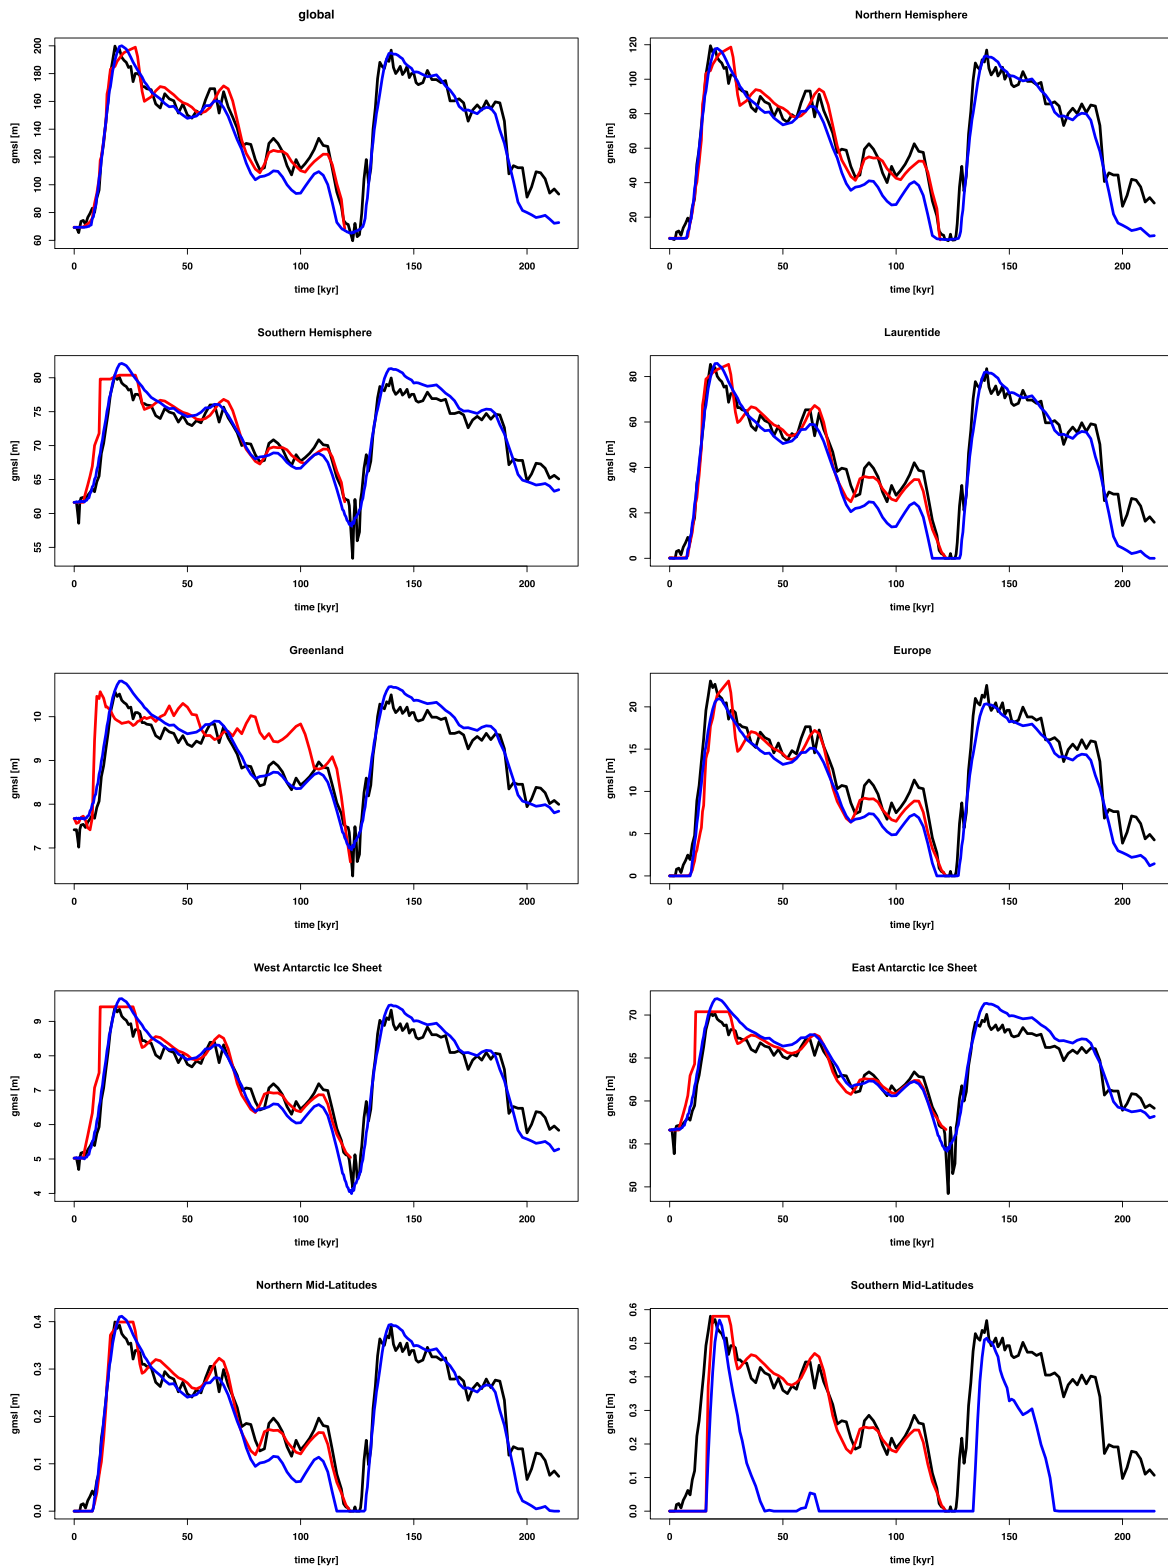 global
gmsl [m]
60 80 100 120 140 160 180 200
0 50 100 150 200
time [kyr]
Northern Hemisphere
gmsl [m]
20 40 60 80 100 120
0 50 100 150 200
time [kyr]
Southern Hemisphere
gmsl [m]
55 60 65 70 75 80
0 50 100 150 200
time [kyr]
Laurentide
gmsl [m]
0 20 40 60 80
0 50 100 150 200
time [kyr]
Greenland
gmsl [m]
7 8 9 10
0 50 100 150 200
time [kyr]
Europe
gmsl [m]
0 5 10 15 20
0 50 100 150 200
time [kyr]
West Antarctic Ice Sheet
gmsl [m]
4 5 6 7 8 9
0 50 100 150 200
time [kyr]
East Antarctic Ice Sheet
gmsl [m]
50 55 60 65 70
0 50 100 150 200
time [kyr]
Northern Mid-Latitudes
gmsl [m]
0.0 0.1 0.2 0.3 0.4
0 50 100 150 200
time [kyr]
Southern Mid-Latitudes
gmsl [m]
0.0 0.1 0.2 0.3 0.4 0.5 0.6
0 50 100 150 200
time [kyr]